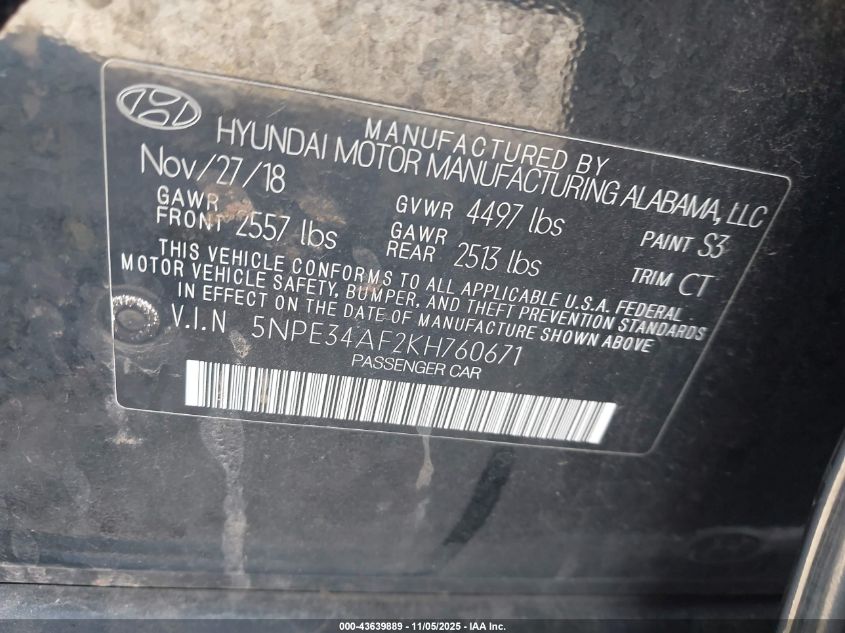 MANUFACTURED BY
HYUNDAI MOTOR MANUFACTURING ALABAMA, LLC
Nov/27/18
GAWR FRONT 2557 lbs
GVWR 4497 lbs
PAINT S3
GAWR REAR 2513 lbs
TRIM CT
THIS VEHICLE CONFORMS TO ALL APPLICABLE U.S.A. FEDERAL
MOTOR VEHICLE SAFETY, BUMPER, AND THEFT PREVENTION STANDARDS
IN EFFECT ON THE DATE OF MANUFACTURE SHOWN ABOVE
V.I.N 5NPE34AF2KH760671
PASSENGER CAR
000-43639889 - 11/05/2025 - IAA Inc.